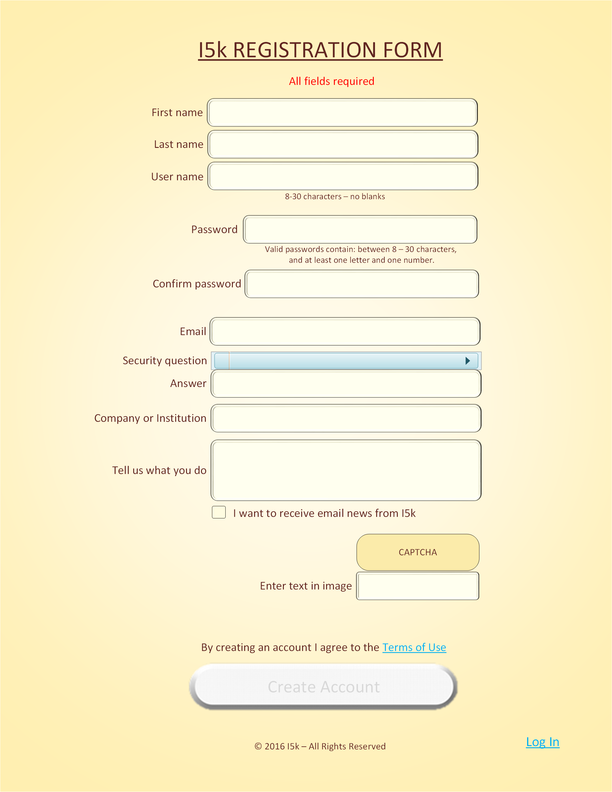 I5k REGISTRATION FORM
All fields required
First name
Last name
User name
8-30 characters – no blanks
Password
Valid passwords contain: between 8 – 30 characters,
and at least one letter and one number.
Confirm password
Email
Security question
Answer
Company or Institution
Tell us what you do
I want to receive email news from I5k
CAPTCHA
Enter text in image
By creating an account I agree to the Terms of Use
Create Account
© 2016 I5k – All Rights Reserved
Log In